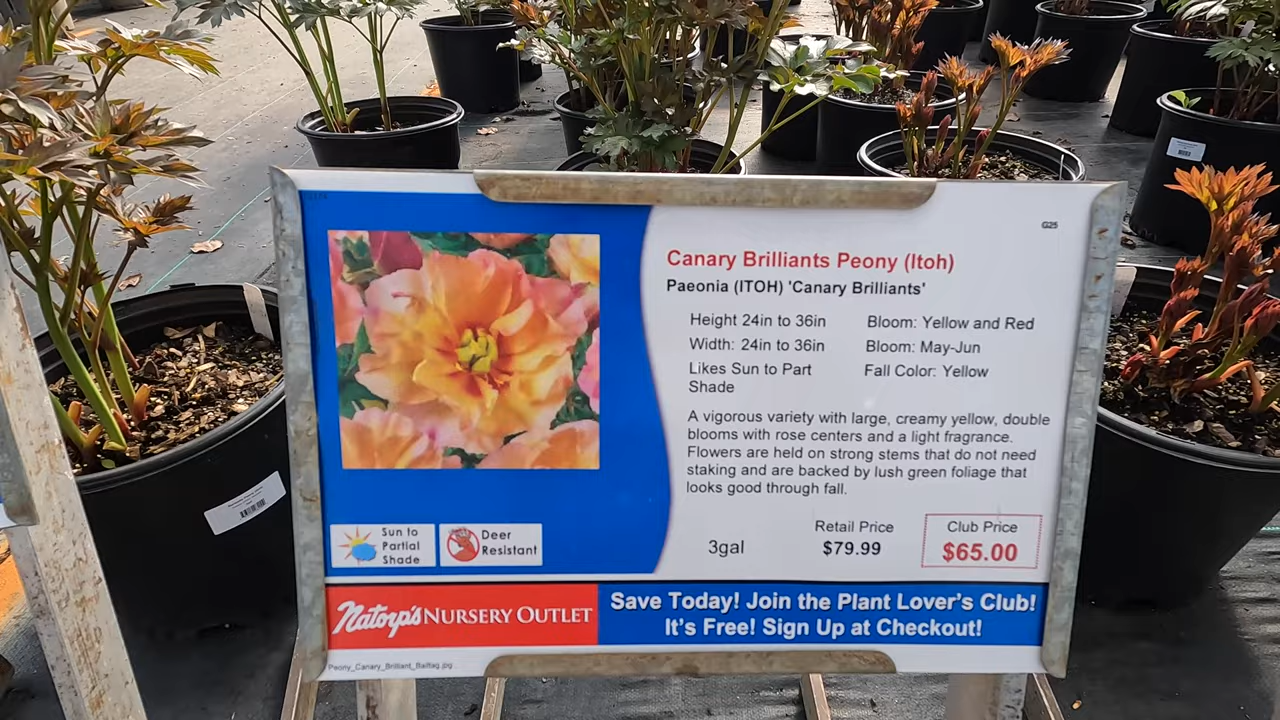 G25
Canary Brilliants Peony (Itoh)
Paeonia (ITOH) 'Canary Brilliants'
Height 24in to 36in
Bloom: Yellow and Red
Width: 24in to 36in
Bloom: May-Jun
Likes Sun to Part
Shade
Fall Color: Yellow
A vigorous variety with large, creamy yellow, double
blooms with rose centers and a light fragrance.
Flowers are held on strong stems that do not need
staking and are backed by lush green foliage that
looks good through fall.
Sun to
Partial
Shade
Deer
Resistant
3gal
Retail Price
$79.99
Club Price
$65.00
Natorp's NURSERY OUTLET
Save Today! Join the Plant Lover's Club!
It's Free! Sign Up at Checkout!
Peony_Canary_Brilliant_Bailtag.jpg